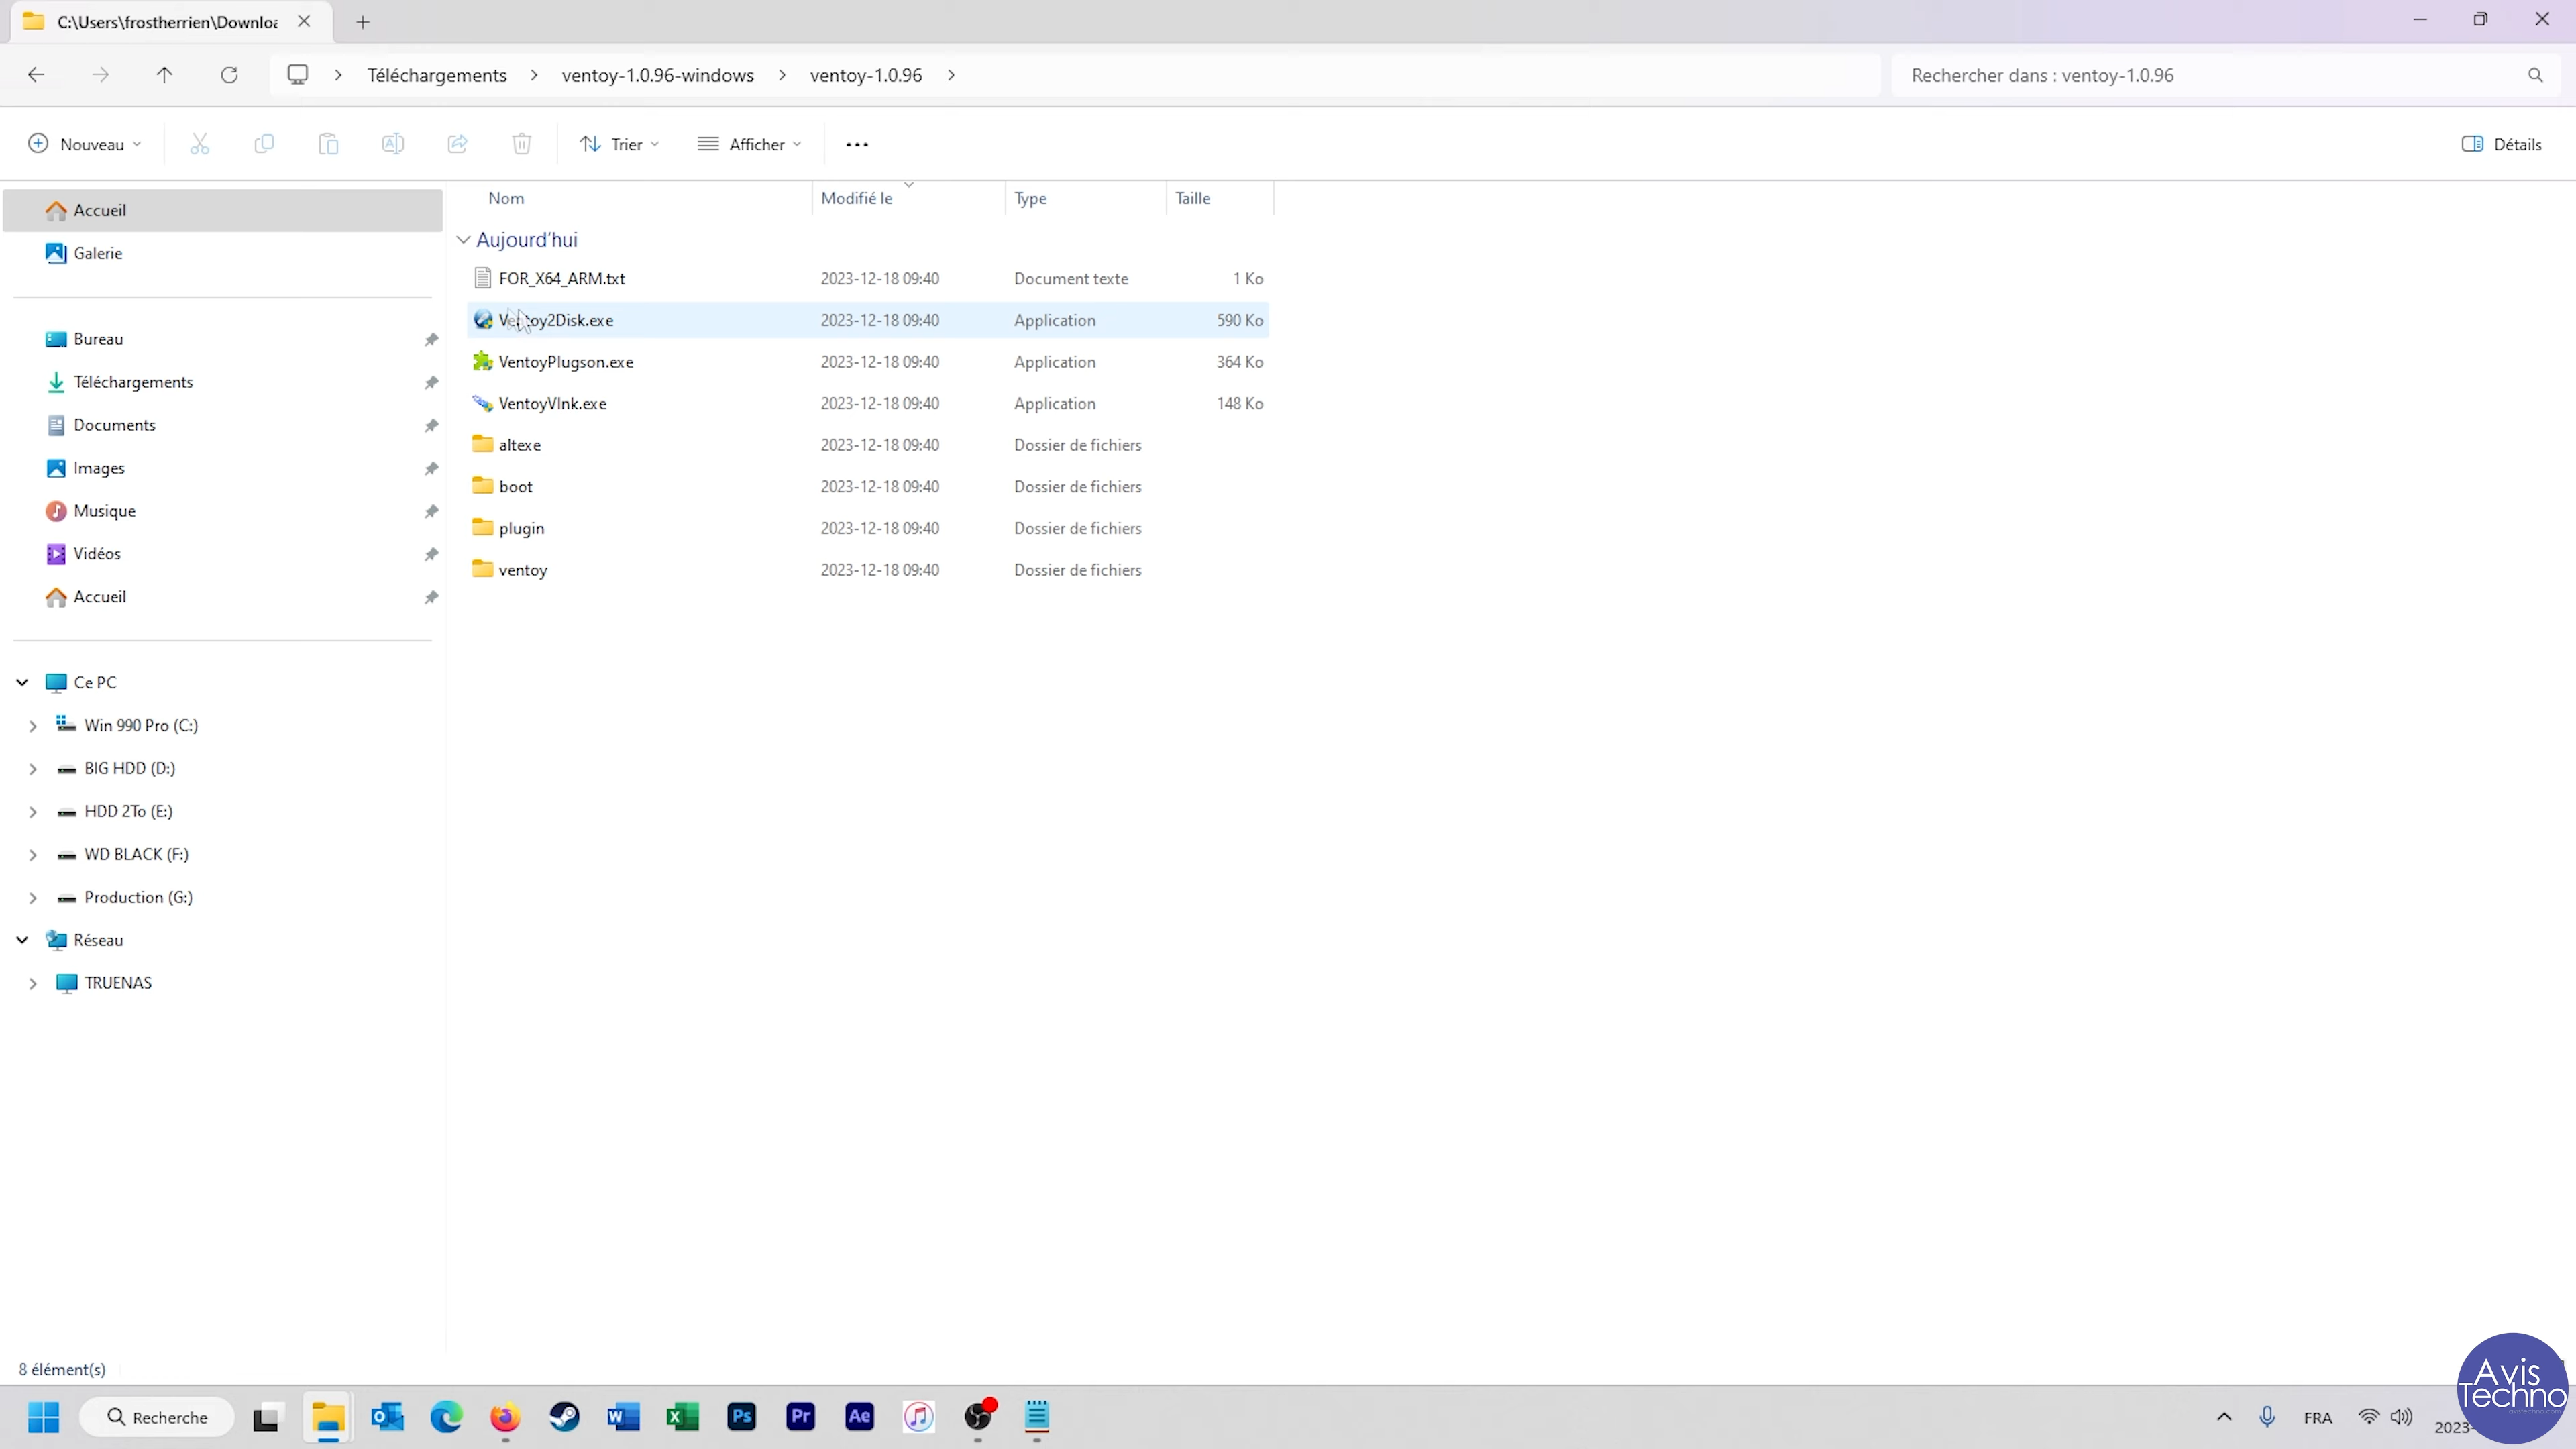 C:\Users\frostherrien\Downloa
Téléchargements ventoy-1.0.96-windows ventoy-1.0.96
Rechercher dans : ventoy-1.0.96
Nouveau Trier Afficher Détails
Accueil
Galerie
Bureau
Téléchargements
Documents
Images
Musique
Vidéos
Accueil
Ce PC
Win 990 Pro (C:)
BIG HDD (D:)
HDD 2To (E:)
WD BLACK (F:)
Production (G:)
Réseau
TRUENAS
Nom Modifié le Type Taille
Aujourd'hui
FOR_X64_ARM.txt 2023-12-18 09:40 Document texte 1 Ko
Ventoy2Disk.exe 2023-12-18 09:40 Application 590 Ko
VentoyPlugson.exe 2023-12-18 09:40 Application 364 Ko
VentoyVlnk.exe 2023-12-18 09:40 Application 148 Ko
altexe 2023-12-18 09:40 Dossier de fichiers
boot 2023-12-18 09:40 Dossier de fichiers
plugin 2023-12-18 09:40 Dossier de fichiers
ventoy 2023-12-18 09:40 Dossier de fichiers
8 élément(s)
Recherche
Ps Pr Ae
FRA
2023-
Avis
Techno